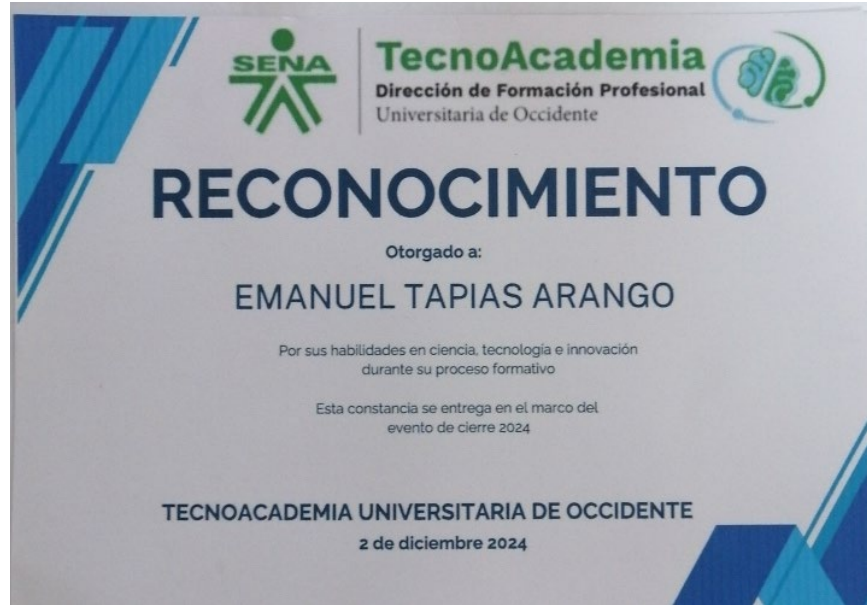 SENA
TecnoAcademia
Dirección de Formación Profesional
Universitaria de Occidente
RECONOCIMIENTO
Otorgado a:
EMANUEL TAPIAS ARANGO
Por sus habilidades en ciencia, tecnología e innovación
durante su proceso formativo
Esta constancia se entrega en el marco del
evento de cierre 2024
TECNOACADEMIA UNIVERSITARIA DE OCCIDENTE
2 de diciembre 2024